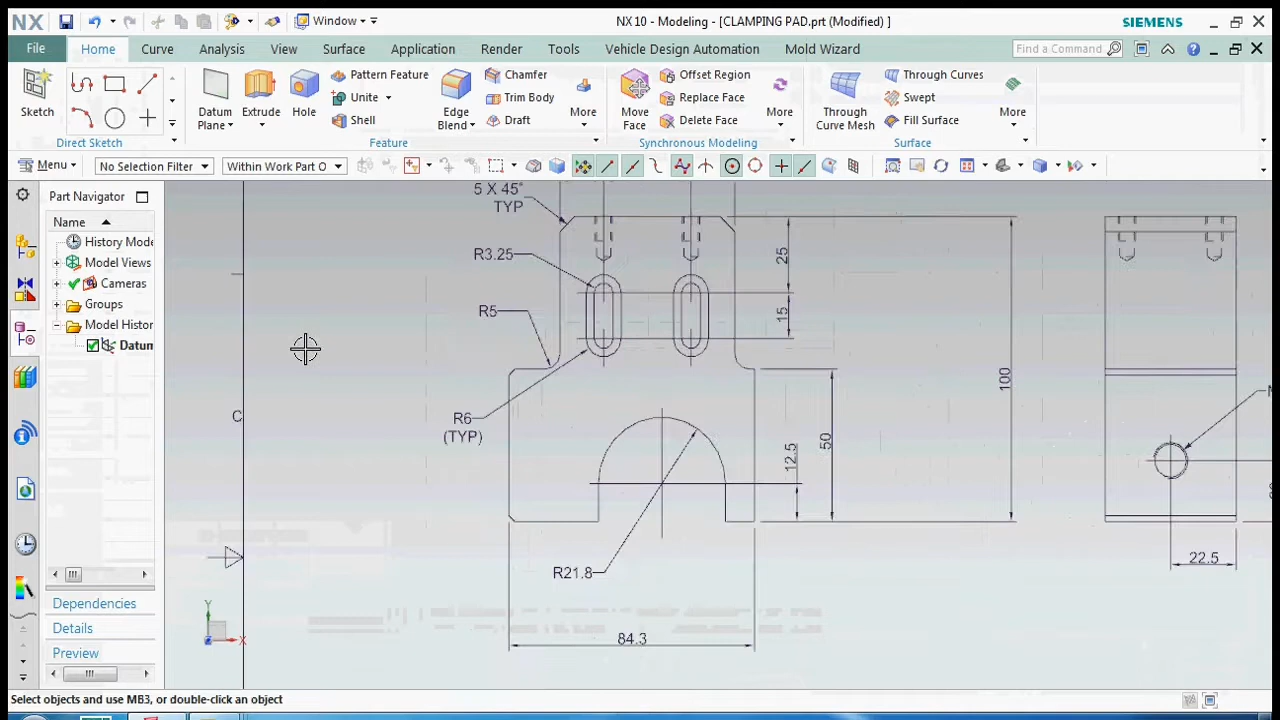 NX
Window
NX 10 - Modeling - [CLAMPING PAD.prt (Modified) ]
SIEMENS
File
Home
Curve
Analysis
View
Surface
Application
Render
Tools
Vehicle Design Automation
Mold Wizard
Find a Command
Sketch
Direct Sketch
Datum
Plane
Extrude
Hole
Pattern Feature
Unite
Shell
Edge
Blend
Chamfer
Trim Body
Draft
More
Feature
Move
Face
Offset Region
Replace Face
Delete Face
More
Synchronous Modeling
Through
Curve Mesh
Through Curves
Swept
Fill Surface
More
Surface
Menu
No Selection Filter
Within Work Part O
Part Navigator
Name
History Mode
Model Views
Cameras
Groups
Model Histor
Datum
Dependencies
Details
Preview
5 X 45°
TYP
R3.25
R5
R6
(TYP)
R21.8
84.3
25
15
12.5
50
100
22.5
C
Y
X
Select objects and use MB3, or double-click an object